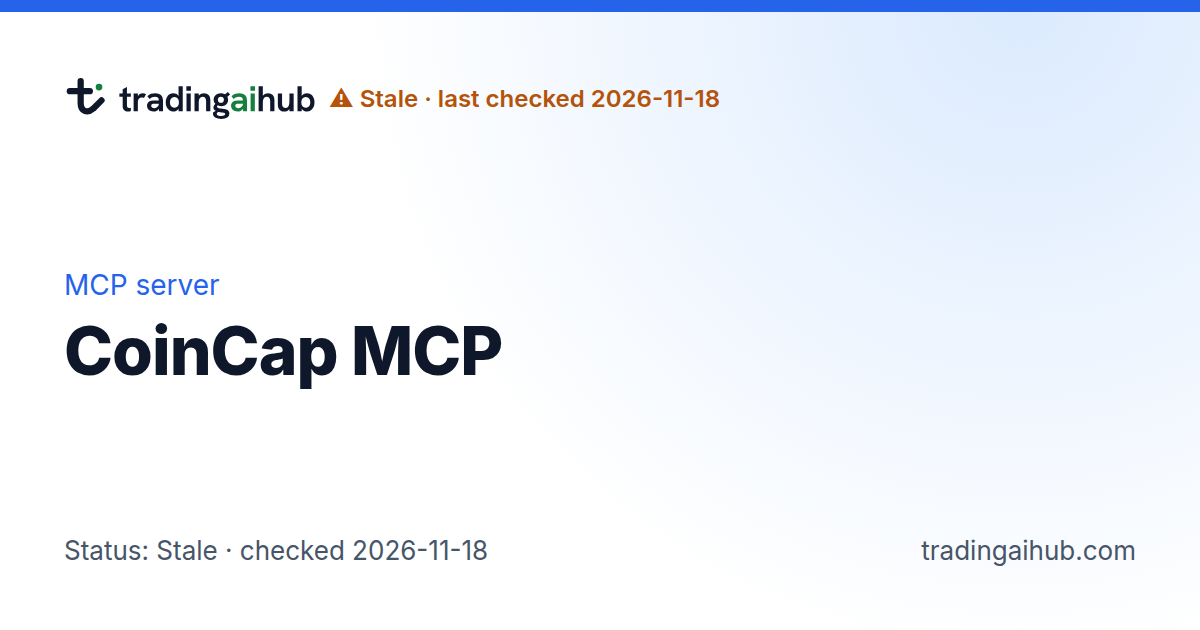 tradingaihub ⚠ Stale · last checked 2026-11-18
MCP server
CoinCap MCP
Status: Stale · checked 2026-11-18
tradingaihub.com